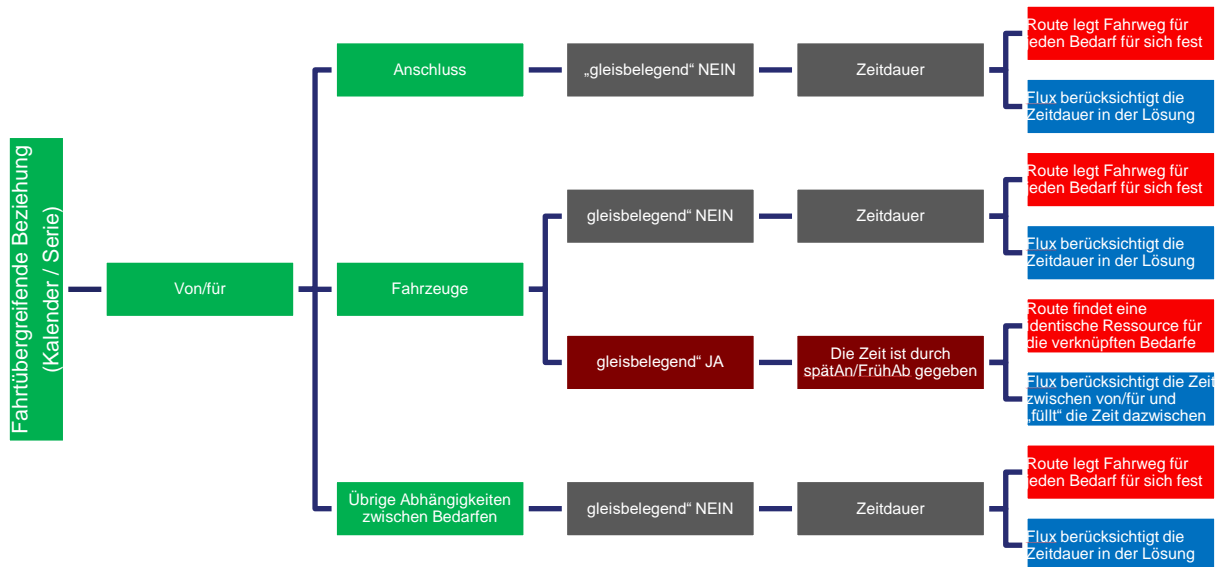 Fahrtübergreifende Beziehung
(Kalender / Serie)
Von/für
Anschluss
„gleisbelegend“ NEIN
Zeitdauer
Route legt Fahrweg für
jeden Bedarf für sich fest
Flux berücksichtigt die
Zeitdauer in der Lösung
Fahrzeuge
gleisbelegend“ NEIN
Zeitdauer
Route legt Fahrweg für
jeden Bedarf für sich fest
Flux berücksichtigt die
Zeitdauer in der Lösung
gleisbelegend“ JA
Die Zeit ist durch
spätAn/FrühAb gegeben
Route findet eine
identische Ressource für
die verknüpften Bedarfe
Flux berücksichtigt die Zeit
zwischen von/für und
„füllt“ die Zeit dazwischen
Übrige Abhängigkeiten
zwischen Bedarfen
gleisbelegend“ NEIN
Zeitdauer
Route legt Fahrweg für
jeden Bedarf für sich fest
Flux berücksichtigt die
Zeitdauer in der Lösung